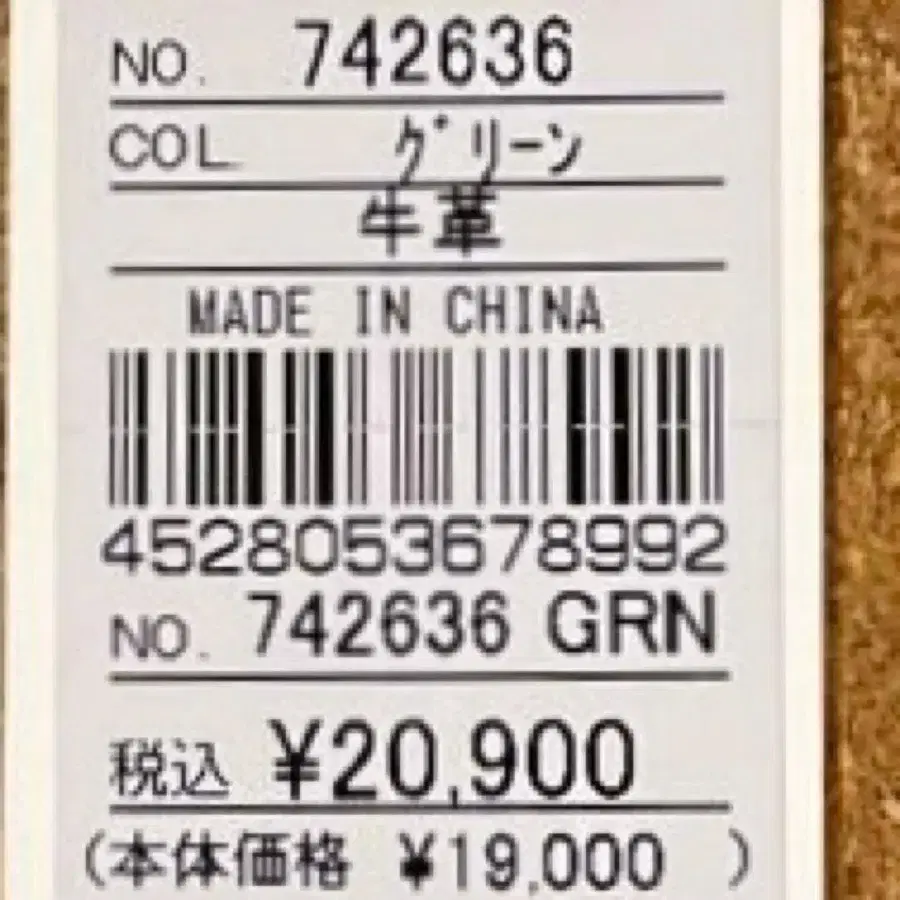 NO. 742636
COL. グリーン
牛革
MADE IN CHINA
4528053678992
NO. 742636 GRN
税込 ¥20,900
(本体価格 ¥19,000 )